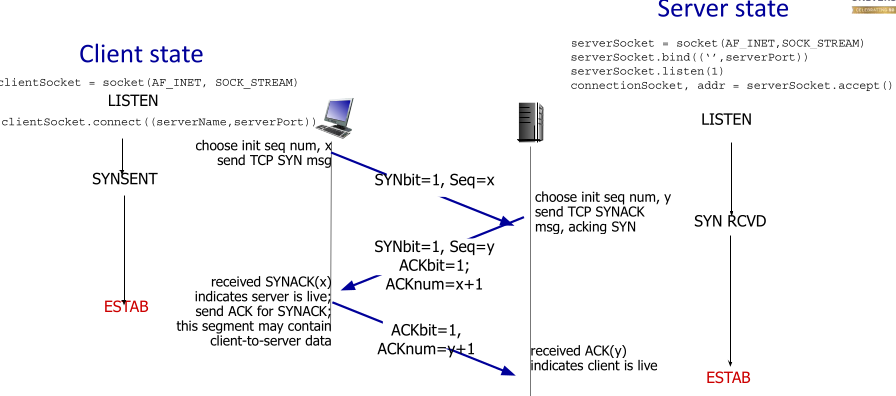 Server state
Client state
serverSocket = socket(AF_INET,SOCK_STREAM)
serverSocket.bind((‘’,serverPort))
serverSocket.listen(1)
connectionSocket, addr = serverSocket.accept()
clientSocket = socket(AF_INET, SOCK_STREAM)
LISTEN
clientSocket.connect((serverName,serverPort))
LISTEN
choose init seq num, x
send TCP SYN msg
SYNSENT
SYNbit=1, Seq=x
choose init seq num, y
send TCP SYNACK
msg, acking SYN
SYN RCVD
SYNbit=1, Seq=y
ACKbit=1;
ACKnum=x+1
received SYNACK(x)
indicates server is live;
send ACK for SYNACK;
this segment may contain
client-to-server data
ESTAB
ACKbit=1,
ACKnum=y+1
received ACK(y)
indicates client is live
ESTAB